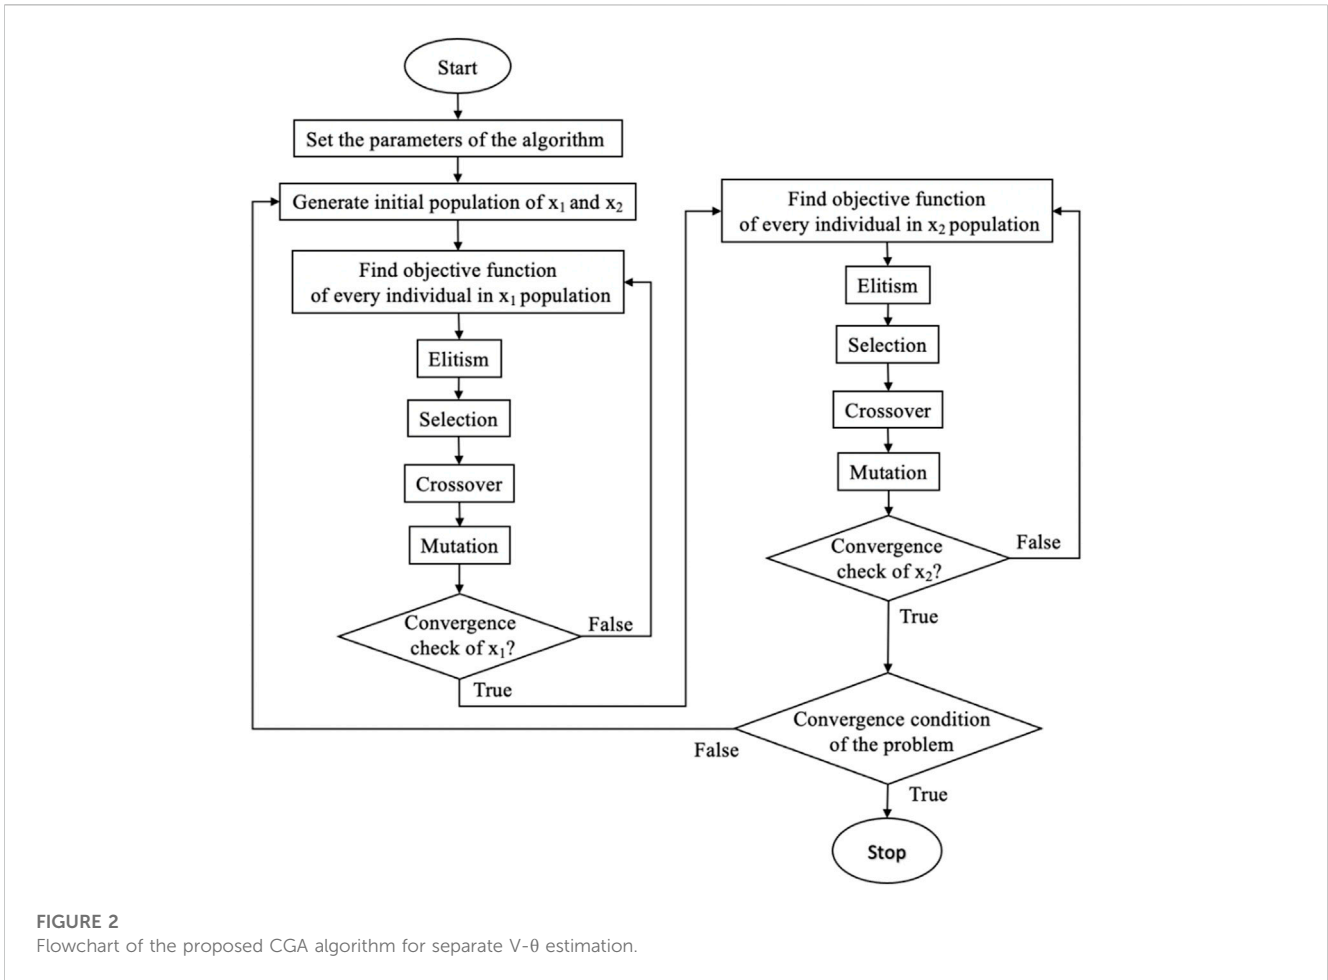 Start
Set the parameters of the algorithm
Generate initial population of x₁ and x₂
Find objective function
of every individual in x₁ population
Elitism
Selection
Crossover
Mutation
Convergence
check of x₁?
False
True
Find objective function
of every individual in x₂ population
Elitism
Selection
Crossover
Mutation
Convergence
check of x₂?
False
True
Convergence condition
of the problem
False
True
Stop
FIGURE 2
Flowchart of the proposed CGA algorithm for separate V-θ estimation.